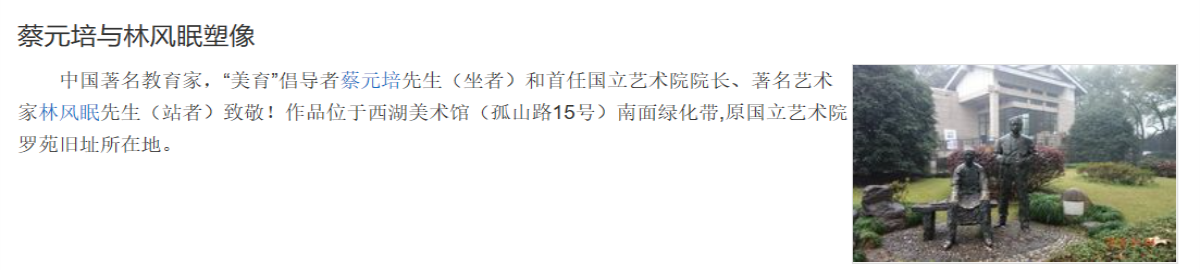 蔡元培与林风眠塑像
中国著名教育家，“美育”倡导者蔡元培先生（坐者）和首任国立艺术院院长、著名艺术
家林风眠先生（站者）致敬！作品位于西湖美术馆（孤山路15号）南面绿化带,原国立艺术院
罗苑旧址所在地。